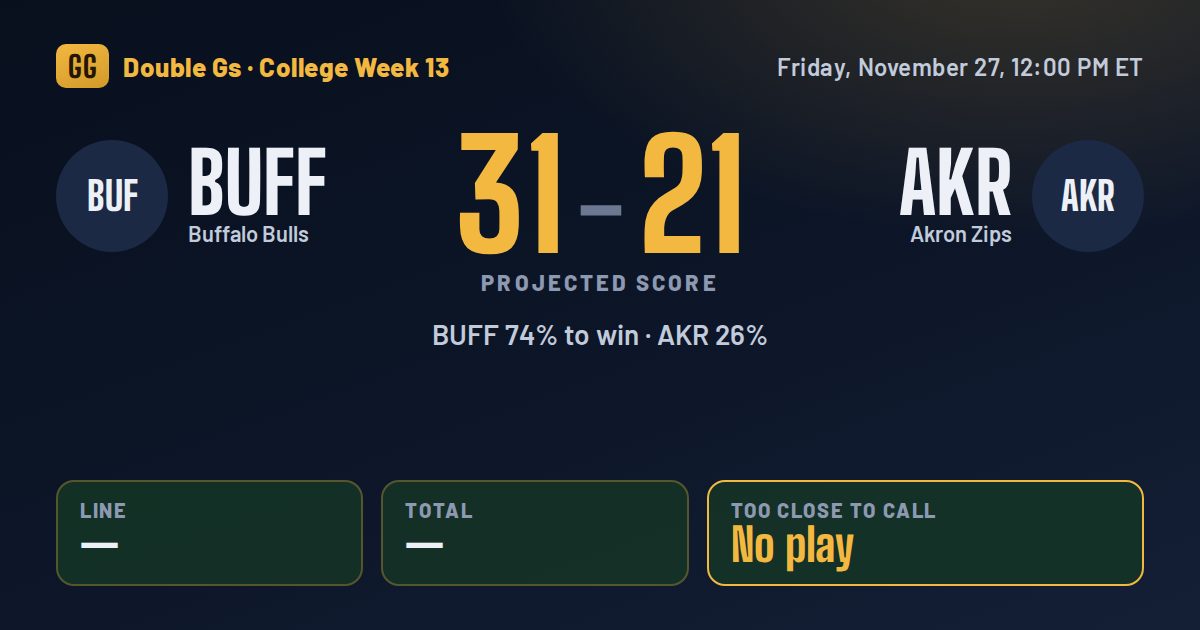 GG
Double Gs · College Week 13
Friday, November 27, 12:00 PM ET
BUF
BUFF
Buffalo Bulls
31 – 21
AKR
Akron Zips
AKR
PROJECTED SCORE
BUFF 74% to win · AKR 26%
LINE
—
TOTAL
—
TOO CLOSE TO CALL
No play